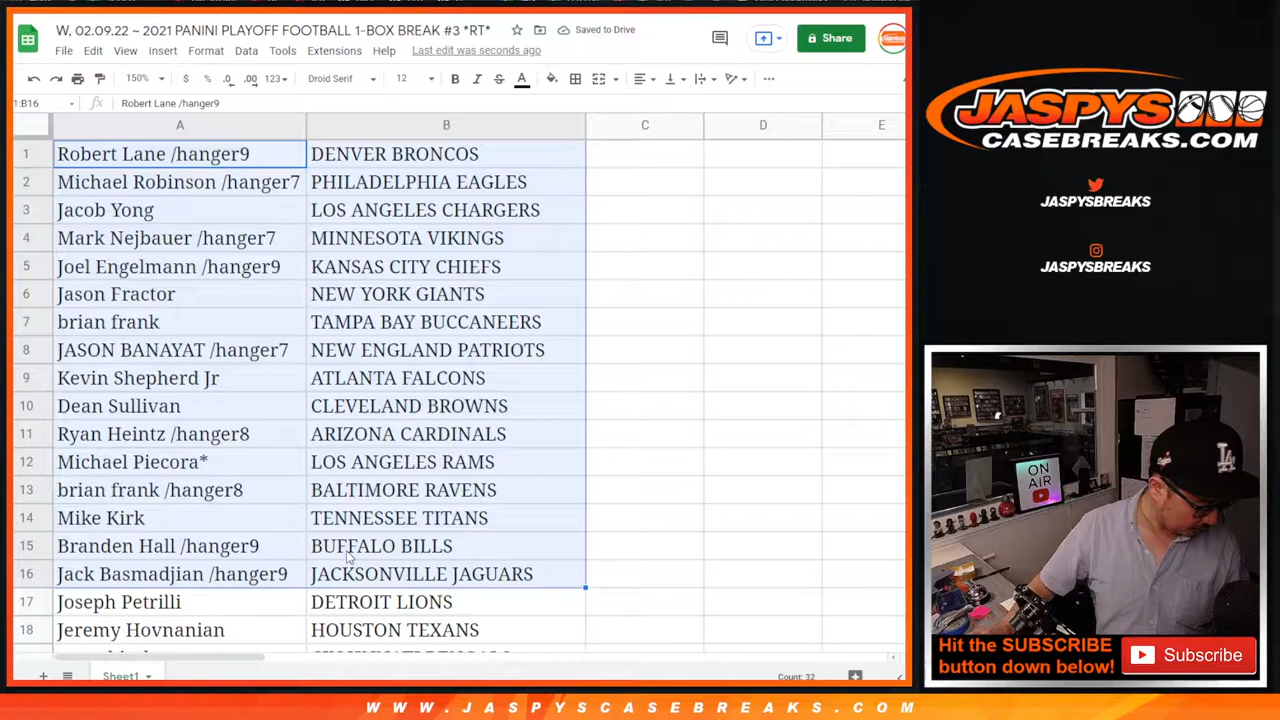 W, 02.09.22 ~ 2021 PANINI PLAYOFF FOOTBALL 1-BOX BREAK #3 *RT*
Saved to Drive
Share
File Edit View Insert Format Data Tools Extensions Help Last edit was seconds ago
150% $ % .0 .00 123 Droid Serif 12 B I S A
1:B16 fx Robert Lane /hanger9
A B C D E
1 Robert Lane /hanger9 DENVER BRONCOS
2 Michael Robinson /hanger7 PHILADELPHIA EAGLES
3 Jacob Yong LOS ANGELES CHARGERS
4 Mark Nejbauer /hanger7 MINNESOTA VIKINGS
5 Joel Engelmann /hanger9 KANSAS CITY CHIEFS
6 Jason Fractor NEW YORK GIANTS
7 brian frank TAMPA BAY BUCCANEERS
8 JASON BANAYAT /hanger7 NEW ENGLAND PATRIOTS
9 Kevin Shepherd Jr ATLANTA FALCONS
10 Dean Sullivan CLEVELAND BROWNS
11 Ryan Heintz /hanger8 ARIZONA CARDINALS
12 Michael Piecora* LOS ANGELES RAMS
13 brian frank /hanger8 BALTIMORE RAVENS
14 Mike Kirk TENNESSEE TITANS
15 Branden Hall /hanger9 BUFFALO BILLS
16 Jack Basmadjian /hanger9 JACKSONVILLE JAGUARS
17 Joseph Petrilli DETROIT LIONS
18 Jeremy Hovnanian HOUSTON TEXANS
Sheet1
Count: 32
JASPYS
CASEBREAKS.COM
JASPYSBREAKS
JASPYSBREAKS
LA
ON
AIR
Hit the SUBSCRIBE
button down below!
Subscribe
WWW.JASPYSCASEBREAKS.COM